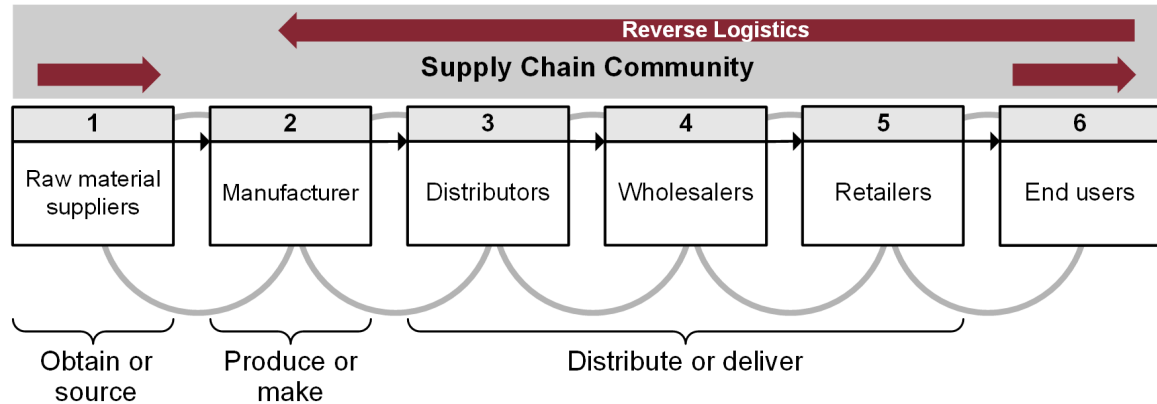 Reverse Logistics
Supply Chain Community
1
2
3
4
5
6
Raw material
suppliers
Manufacturer
Distributors
Wholesalers
Retailers
End users
Obtain or
source
Produce or
make
Distribute or deliver